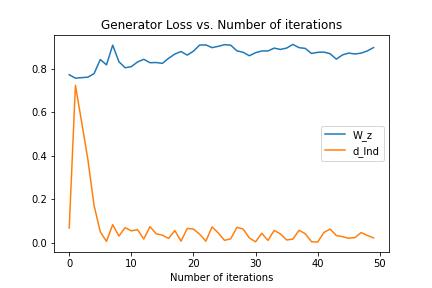 Generator Loss vs. Number of iterations
0.8
0.6
0.4
0.2
0.0
W_z
d_Ind
0 10 20 30 40 50
Number of iterations